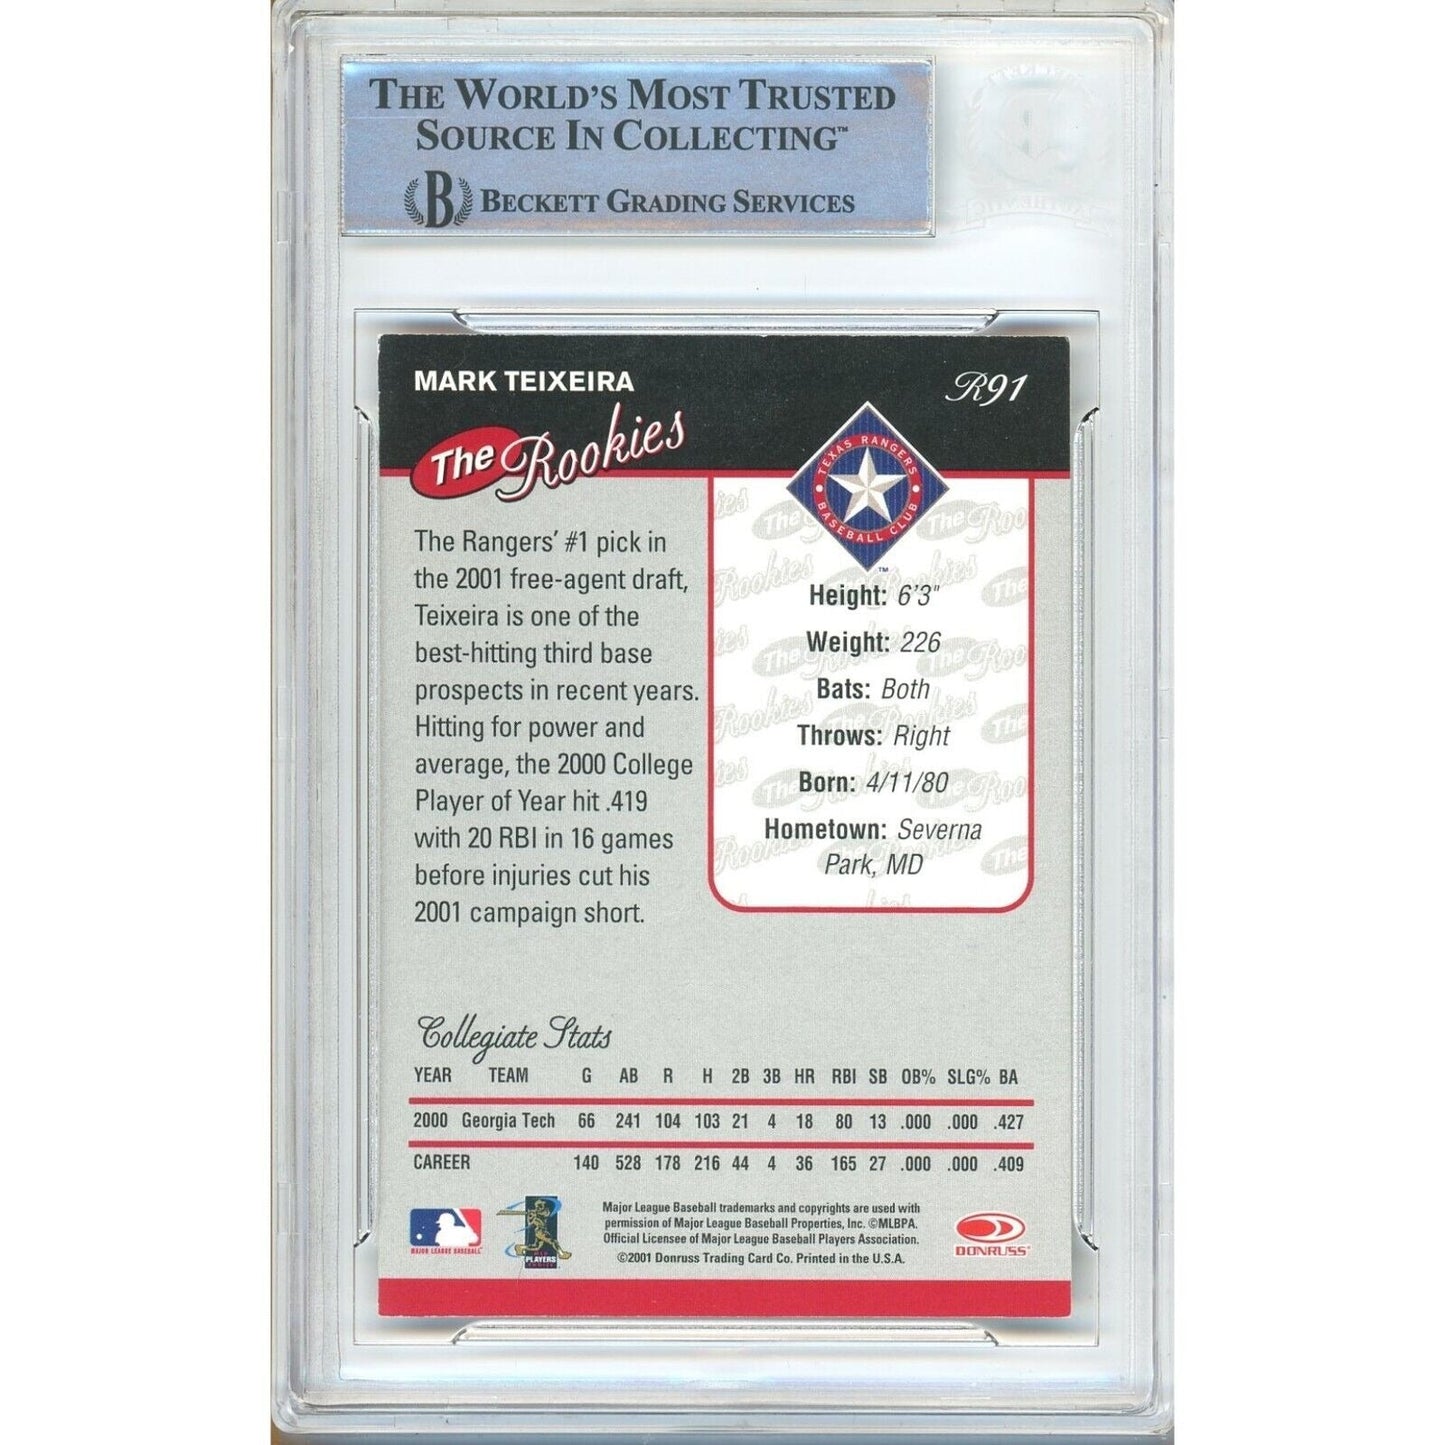 THE WORLD'S MOST TRUSTED
SOURCE IN COLLECTING™
B BECKETT GRADING SERVICES
MARK TEIXEIRA
R91
The Rookies
TEXAS RANGERS
BASEBALL CLUB
™
The Rangers' #1 pick in
the 2001 free-agent draft,
Teixeira is one of the
best-hitting third base
prospects in recent years.
Hitting for power and
average, the 2000 College
Player of Year hit .419
with 20 RBI in 16 games
before injuries cut his
2001 campaign short.
Height: 6'3"
Weight: 226
Bats: Both
Throws: Right
Born: 4/11/80
Hometown: Severna
Park, MD
Collegiate Stats
YEAR TEAM G AB R H 2B 3B HR RBI SB OB% SLG% BA
2000 Georgia Tech 66 241 104 103 21 4 18 80 13 .000 .000 .427
CAREER 140 528 178 216 44 4 36 165 27 .000 .000 .409
MAJOR LEAGUE BASEBALL
PLAYERS
CHOICE
Major League Baseball trademarks and copyrights are used with
permission of Major League Baseball Properties, Inc. ©MLBPA.
Official Licensee of Major League Baseball Players Association.
©2001 Donruss Trading Card Co. Printed in the U.S.A.
DONRUSS